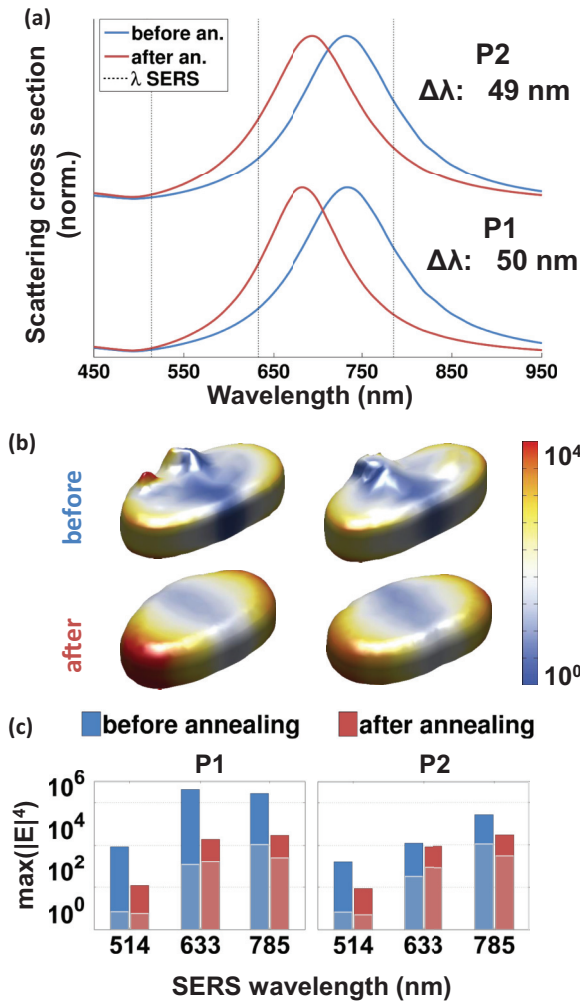 (a)
before an.
after an.
λ SERS
P2
Δλ: 49 nm
P1
Δλ: 50 nm
Scattering cross section
(norm.)
450 550 650 750 850 950
Wavelength (nm)
(b)
before
after
10⁴
10⁰
before annealing after annealing
(c)
P1 P2
10⁶
10⁴
10²
10⁰
max(|E|⁴)
514 633 785 514 633 785
SERS wavelength (nm)